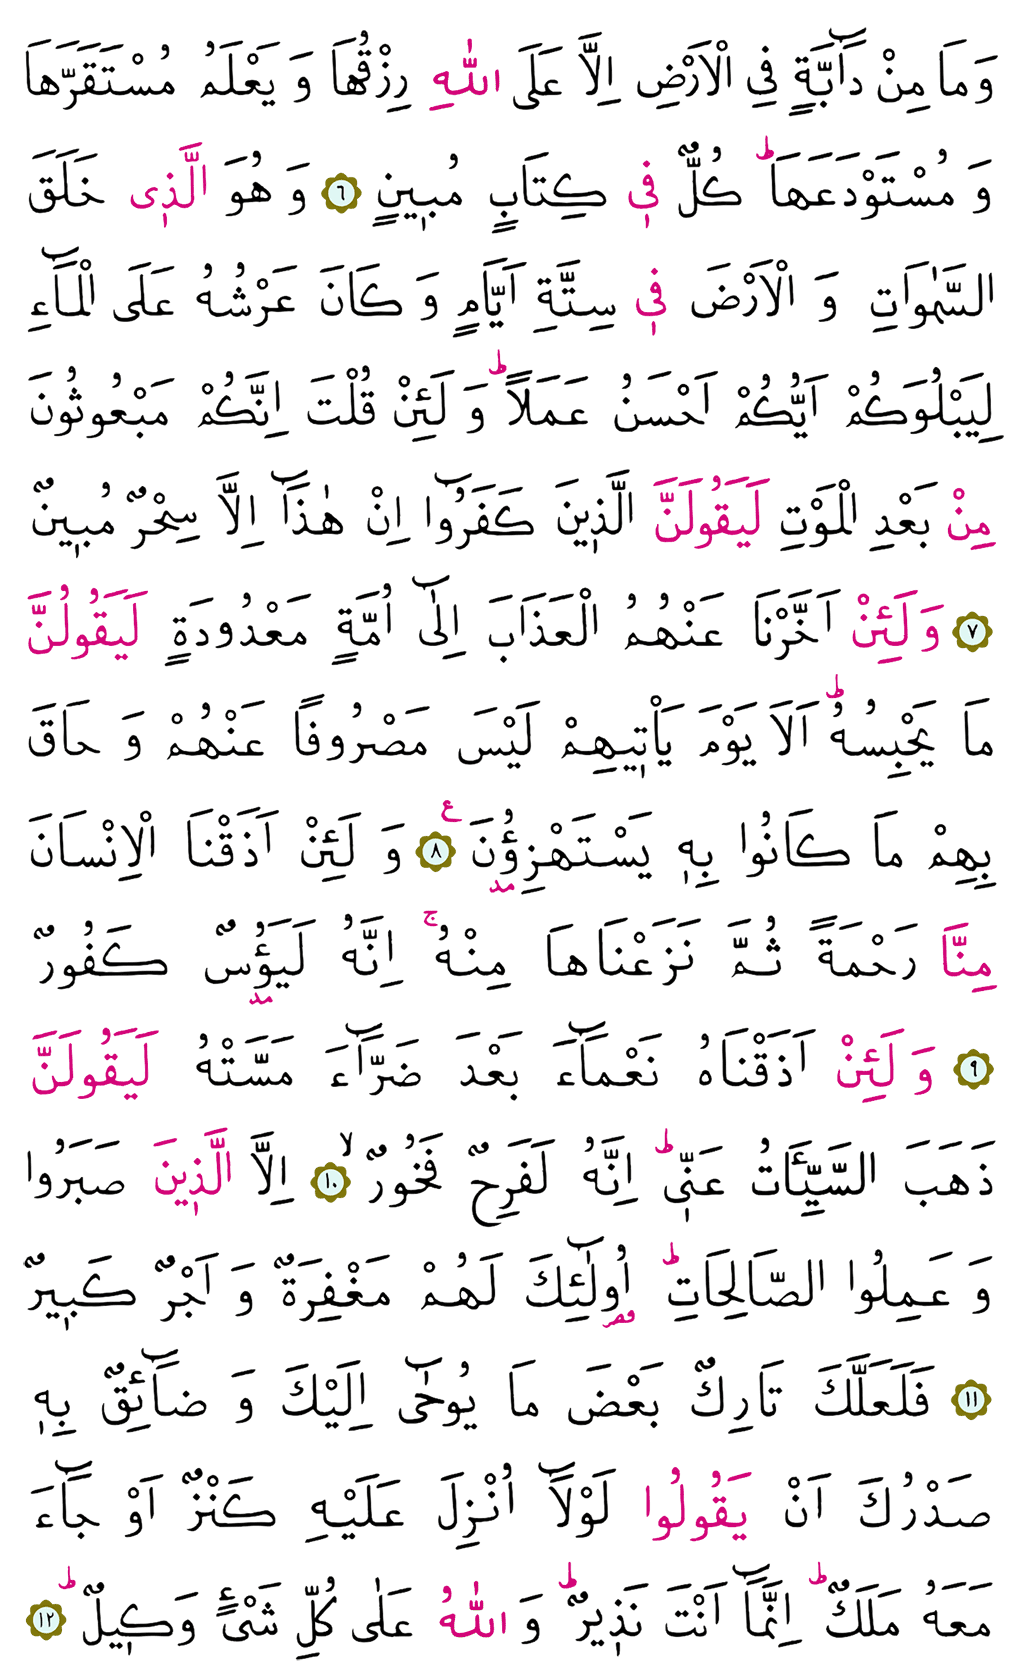 وَمَا مِنْ دَٓابَّةٍ فِي الْاَرْضِ اِلَّا عَلَى اللّٰهِ رِزْقُهَا وَ يَعْلَمُ مُسْتَقَرَّهَا
وَ مُسْتَوْدَعَهَاۜ كُلٌّ ف۪ي كِتَابٍ مُب۪ينٍ ﴿٦﴾ وَ هُوَ الَّذ۪ى خَلَقَ
السَّمٰوَاتِ وَ الْاَرْضَ ف۪ي سِتَّةِ اَيَّامٍ وَ كَانَ عَرْشُهُ عَلَى الْمَٓاءِ
لِيَبْلُوَكُمْ اَيُّكُمْ اَحْسَنُ عَمَلًاۜ وَ لَئِنْ قُلْتَ اِنَّكُمْ مَبْعُوثُونَ
مِنْ بَعْدِ الْمَوْتِ لَيَقُولَنَّ الَّذ۪ينَ كَفَرُٓوا اِنْ هٰذَٓا اِلَّا سِحْرٌ مُب۪ينٌ
﴿٧﴾ وَ لَئِنْ اَخَّرْنَا عَنْهُمُ الْعَذَابَ اِلٰٓى اُمَّةٍ مَعْدُودَةٍ لَيَقُولُنَّ
مَا يَحْبِسُهُۜ اَلَا يَوْمَ يَاْت۪يهِمْ لَيْسَ مَصْرُوفًا عَنْهُمْ وَ حَاقَ
بِهِمْ مَا كَانُوا بِه۪ يَسْتَهْزِؤُنَ ع مد ﴿٨﴾ وَ لَئِنْ اَذَقْنَا الْاِنْسَانَ
مِنَّا رَحْمَةً ثُمَّ نَزَعْنَاهَا مِنْهُۚ اِنَّهُ لَيَؤُسٌ مد كَفُورٌ
﴿٩﴾ وَ لَئِنْ اَذَقْنَاهُ نَعْمَٓاءَ بَعْدَ ضَرَّٓاءَ مَسَّتْهُ لَيَقُولَنَّ
ذَهَبَ السَّيِّـَٔاتُ عَنّ۪ىۜ اِنَّهُ لَفَرِحٌ فَخُورٌۙ ﴿١٠﴾ اِلَّا الَّذ۪ينَ صَبَرُوا
وَ عَمِلُوا الصَّالِحَاتِۜ اُو۬لٰٓئِكَ قصر لَهُمْ مَغْفِرَةٌ وَ اَجْرٌ كَب۪يرٌ
﴿١١﴾ فَلَعَلَّكَ تَارِكٌ بَعْضَ مَا يُوحٰٓى اِلَيْكَ وَ ضَٓائِقٌ بِه۪
صَدْرُكَ اَنْ يَقُولُوا لَوْلَٓا اُنْزِلَ عَلَيْهِ كَنْزٌ اَوْ جَٓاءَ
مَعَهُ مَلَكٌۜ اِنَّمَٓا اَنْتَ نَذ۪يرٌۜ وَ اللّٰهُ عَلٰى كُلِّ شَىْءٍ وَك۪يلٌۜ ﴿١٢﴾